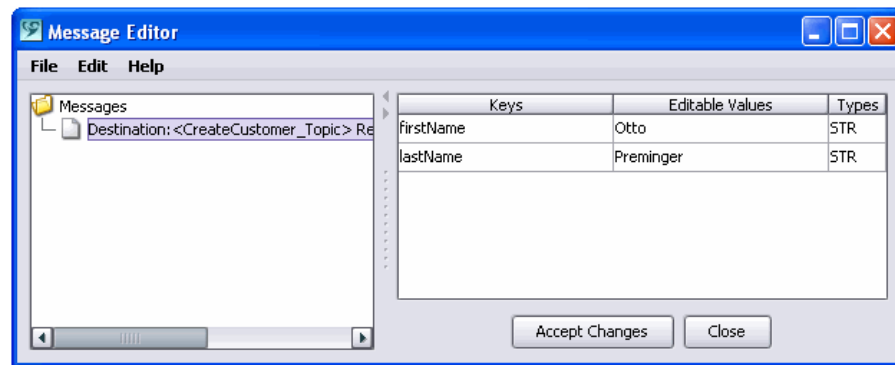 Message Editor
File Edit Help
Messages
Destination:<CreateCustomer_Topic> Re
Keys Editable Values Types
firstName Otto STR
lastName Preminger STR
Accept Changes Close